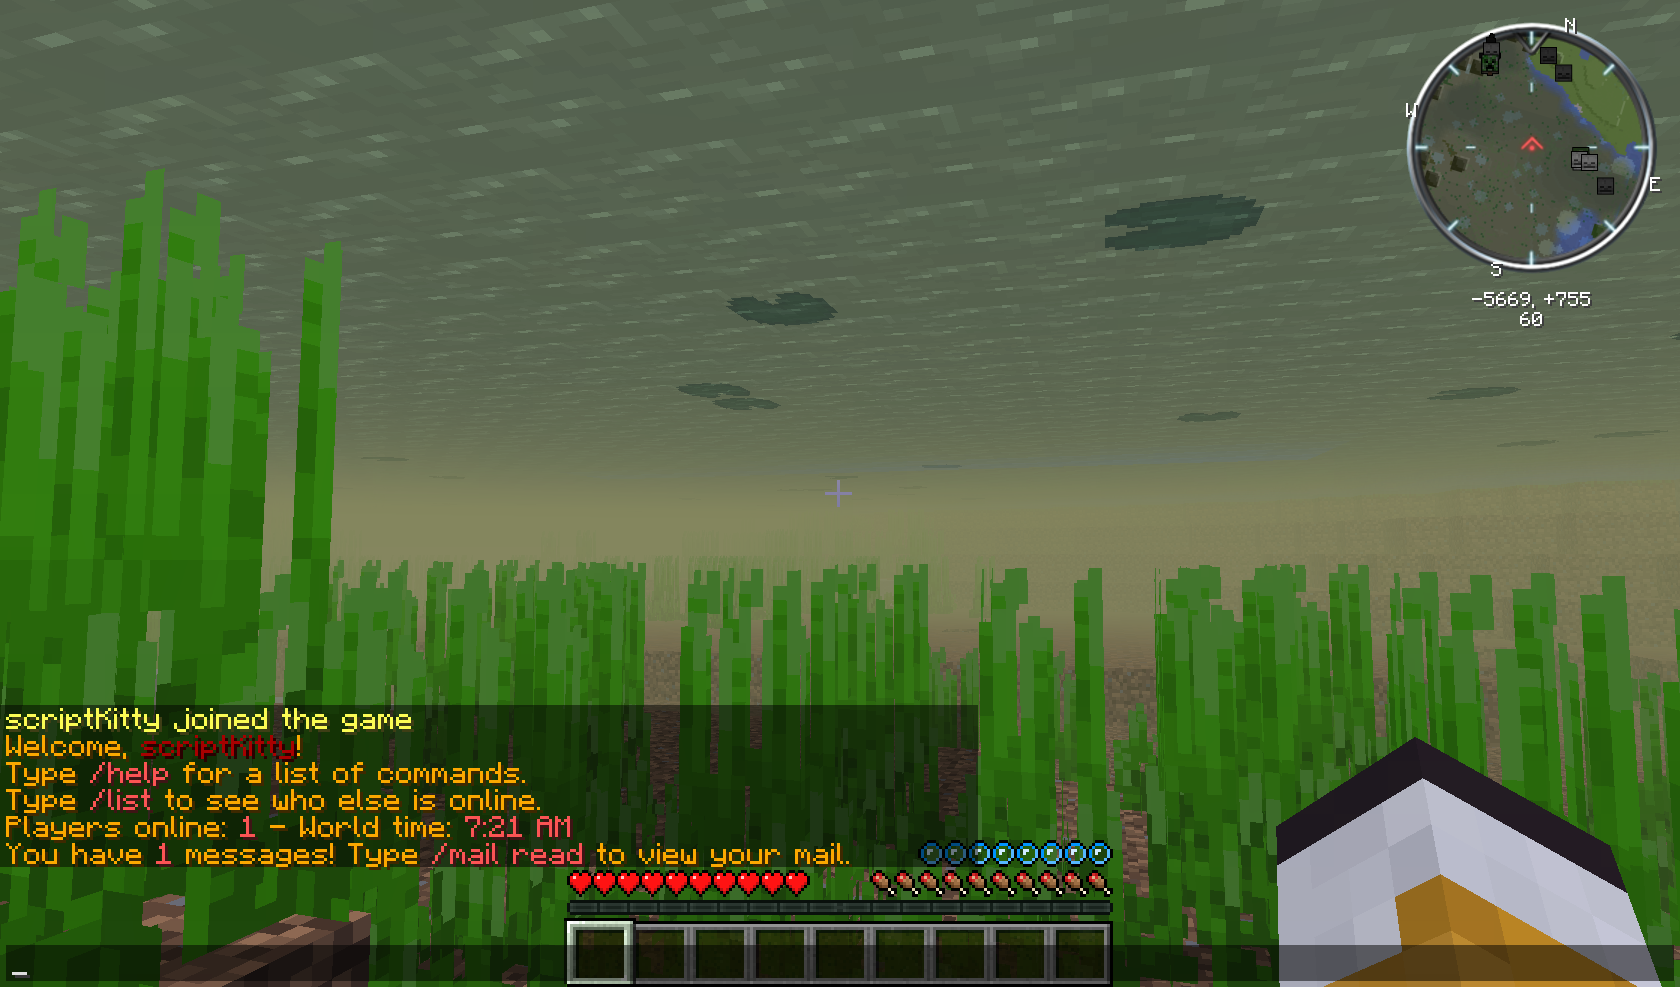 N
W
E
S
-5669, +755
60
scriptKitty joined the game
Welcome, scriptKitty!
Type /help for a list of commands.
Type /list to see who else is online.
Players online: 1 - World time: 7:21 AM
You have 1 messages! Type /mail read to view your mail.
_